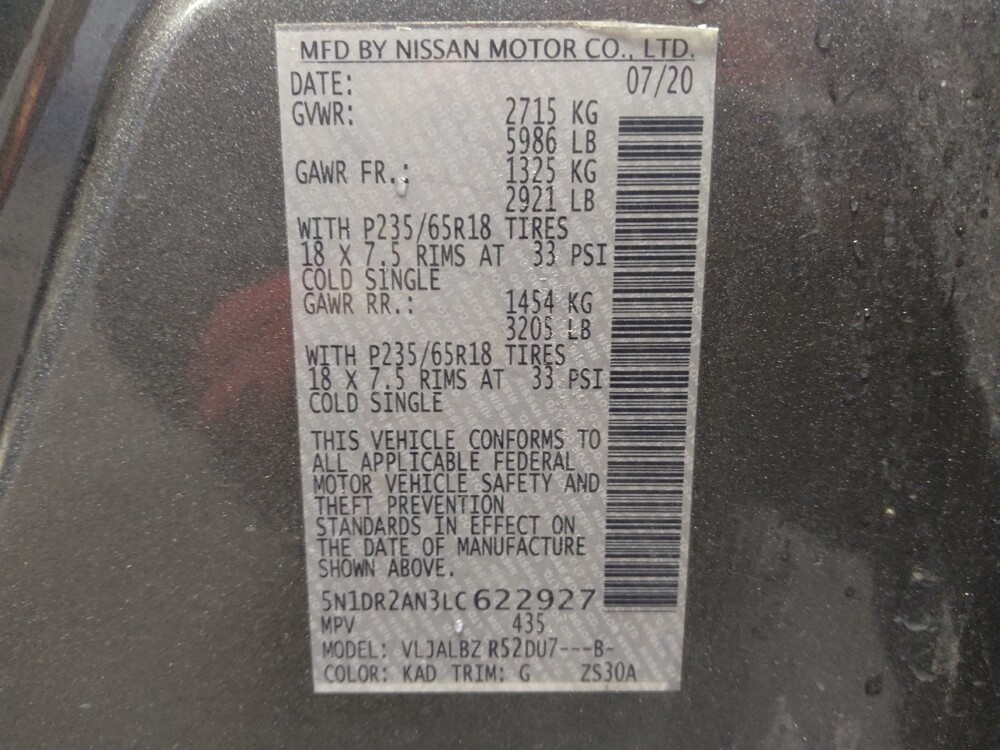 MFD BY NISSAN MOTOR CO., LTD.
DATE: 07/20
GVWR: 2715 KG
5986 LB
GAWR FR.: 1325 KG
2921 LB
WITH P235/65R18 TIRES
18 X 7.5 RIMS AT 33 PSI
COLD SINGLE
GAWR RR.: 1454 KG
3205 LB
WITH P235/65R18 TIRES
18 X 7.5 RIMS AT 33 PSI
COLD SINGLE
THIS VEHICLE CONFORMS TO
ALL APPLICABLE FEDERAL
MOTOR VEHICLE SAFETY AND
THEFT PREVENTION
STANDARDS IN EFFECT ON
THE DATE OF MANUFACTURE
SHOWN ABOVE.
5N1DR2AN3LC622927
MPV 435
MODEL: VLJALBZ R52DU7---B-
COLOR: KAD TRIM: G ZS30A